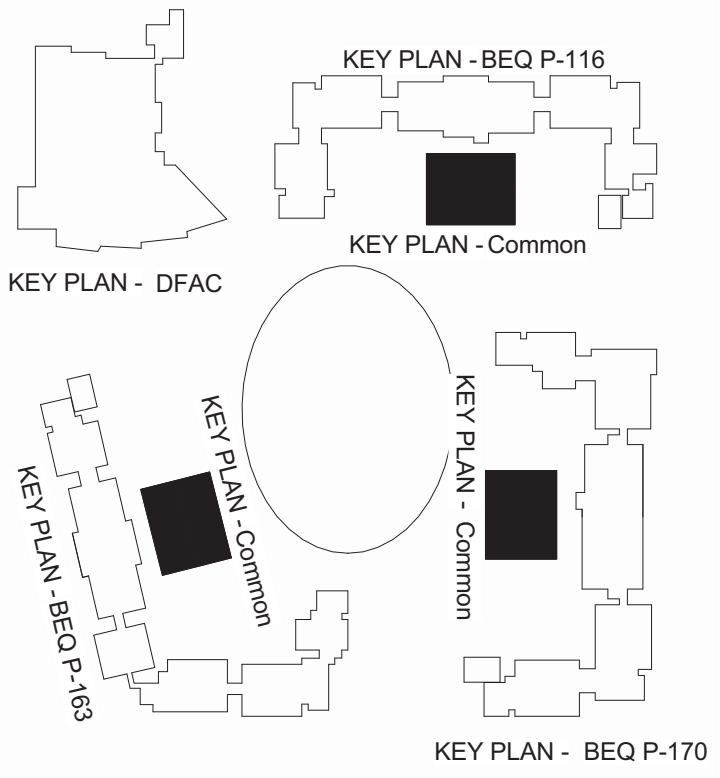 KEY PLAN - BEQ P-116
KEY PLAN - Common
KEY PLAN - DFAC
KEY PLAN - Common
KEY PLAN - Common
KEY PLAN - BEQ P-163
KEY PLAN - BEQ P-170